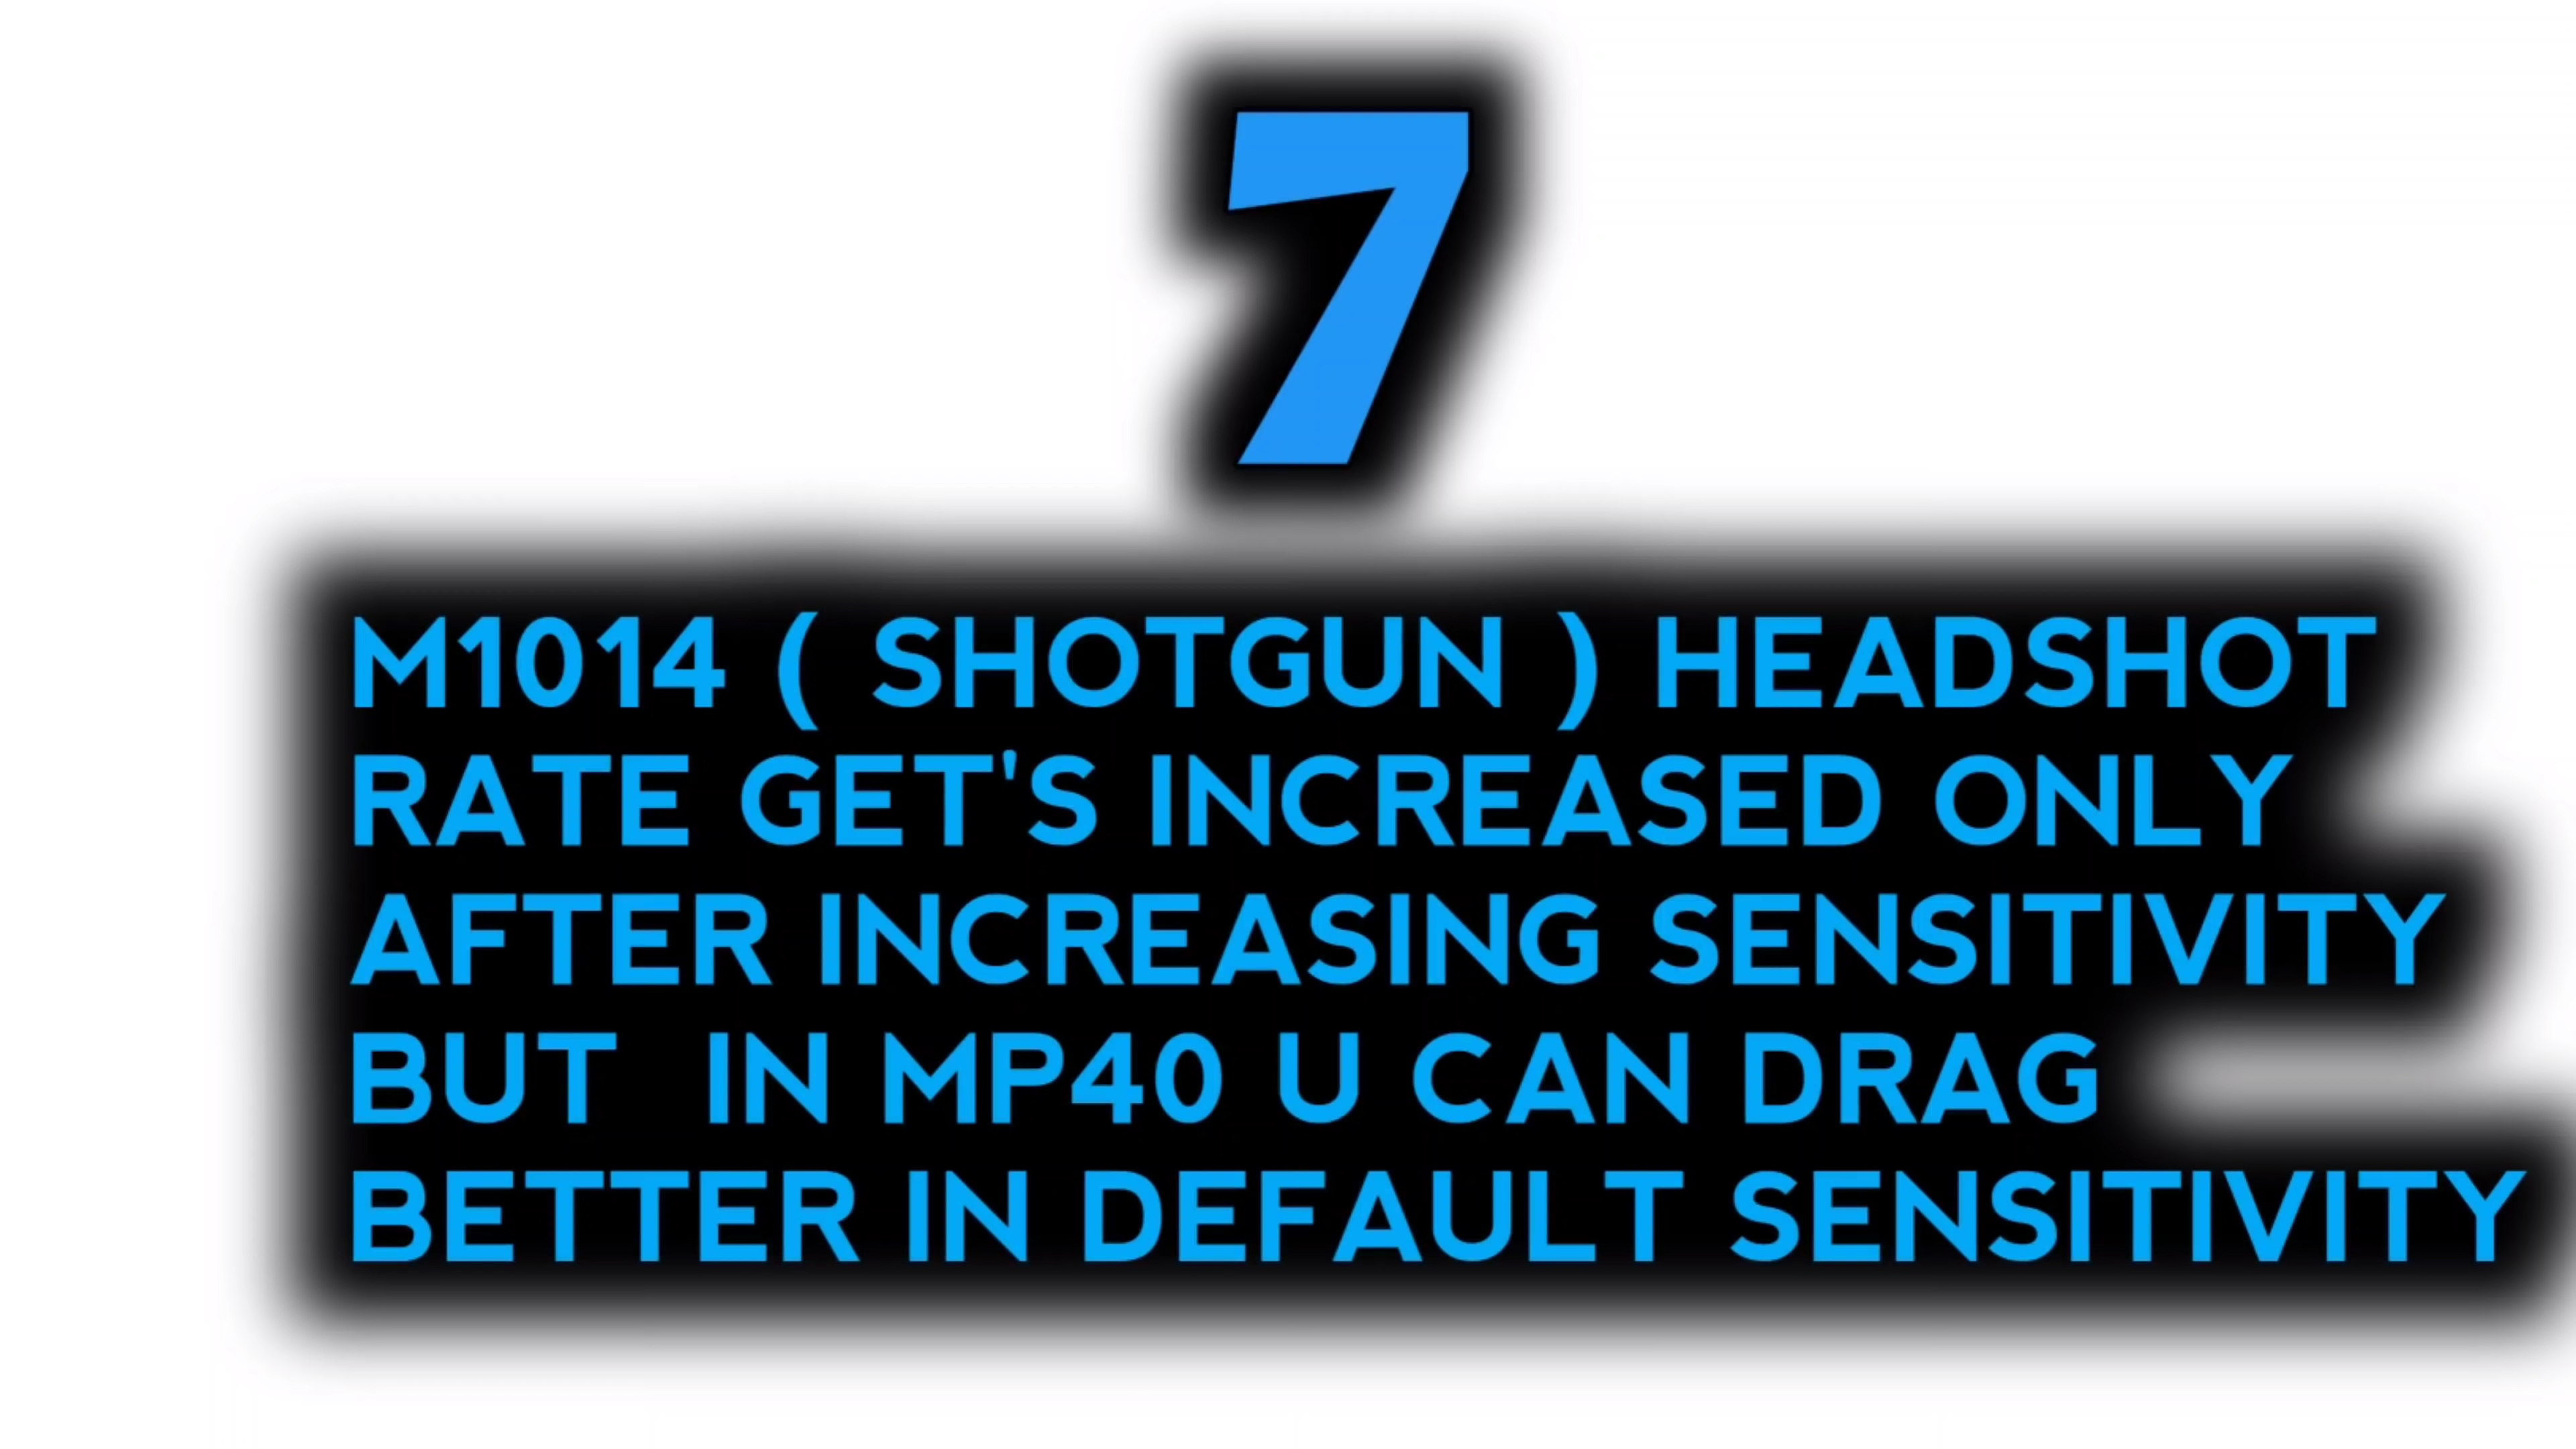 7
M1014 ( SHOTGUN ) HEADSHOT
RATE GET'S INCREASED ONLY
AFTER INCREASING SENSITIVITY
BUT  IN MP40 U CAN DRAG
BETTER IN DEFAULT SENSITIVITY